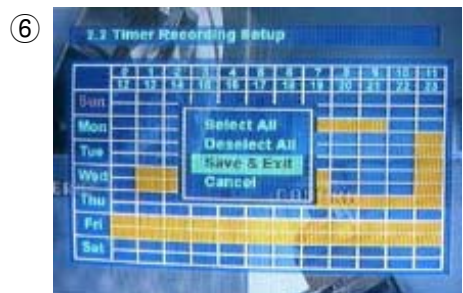 ⑥
2.2 Timer Recording Setup
0 1 2 3 4 5 6 7 8 9 10 11
12 13 14 15 16 17 18 19 20 21 22 23
Sun
Mon
Tue
Wed
Thu
Fri
Sat
Select All
Deselect All
Save & Exit
Cancel